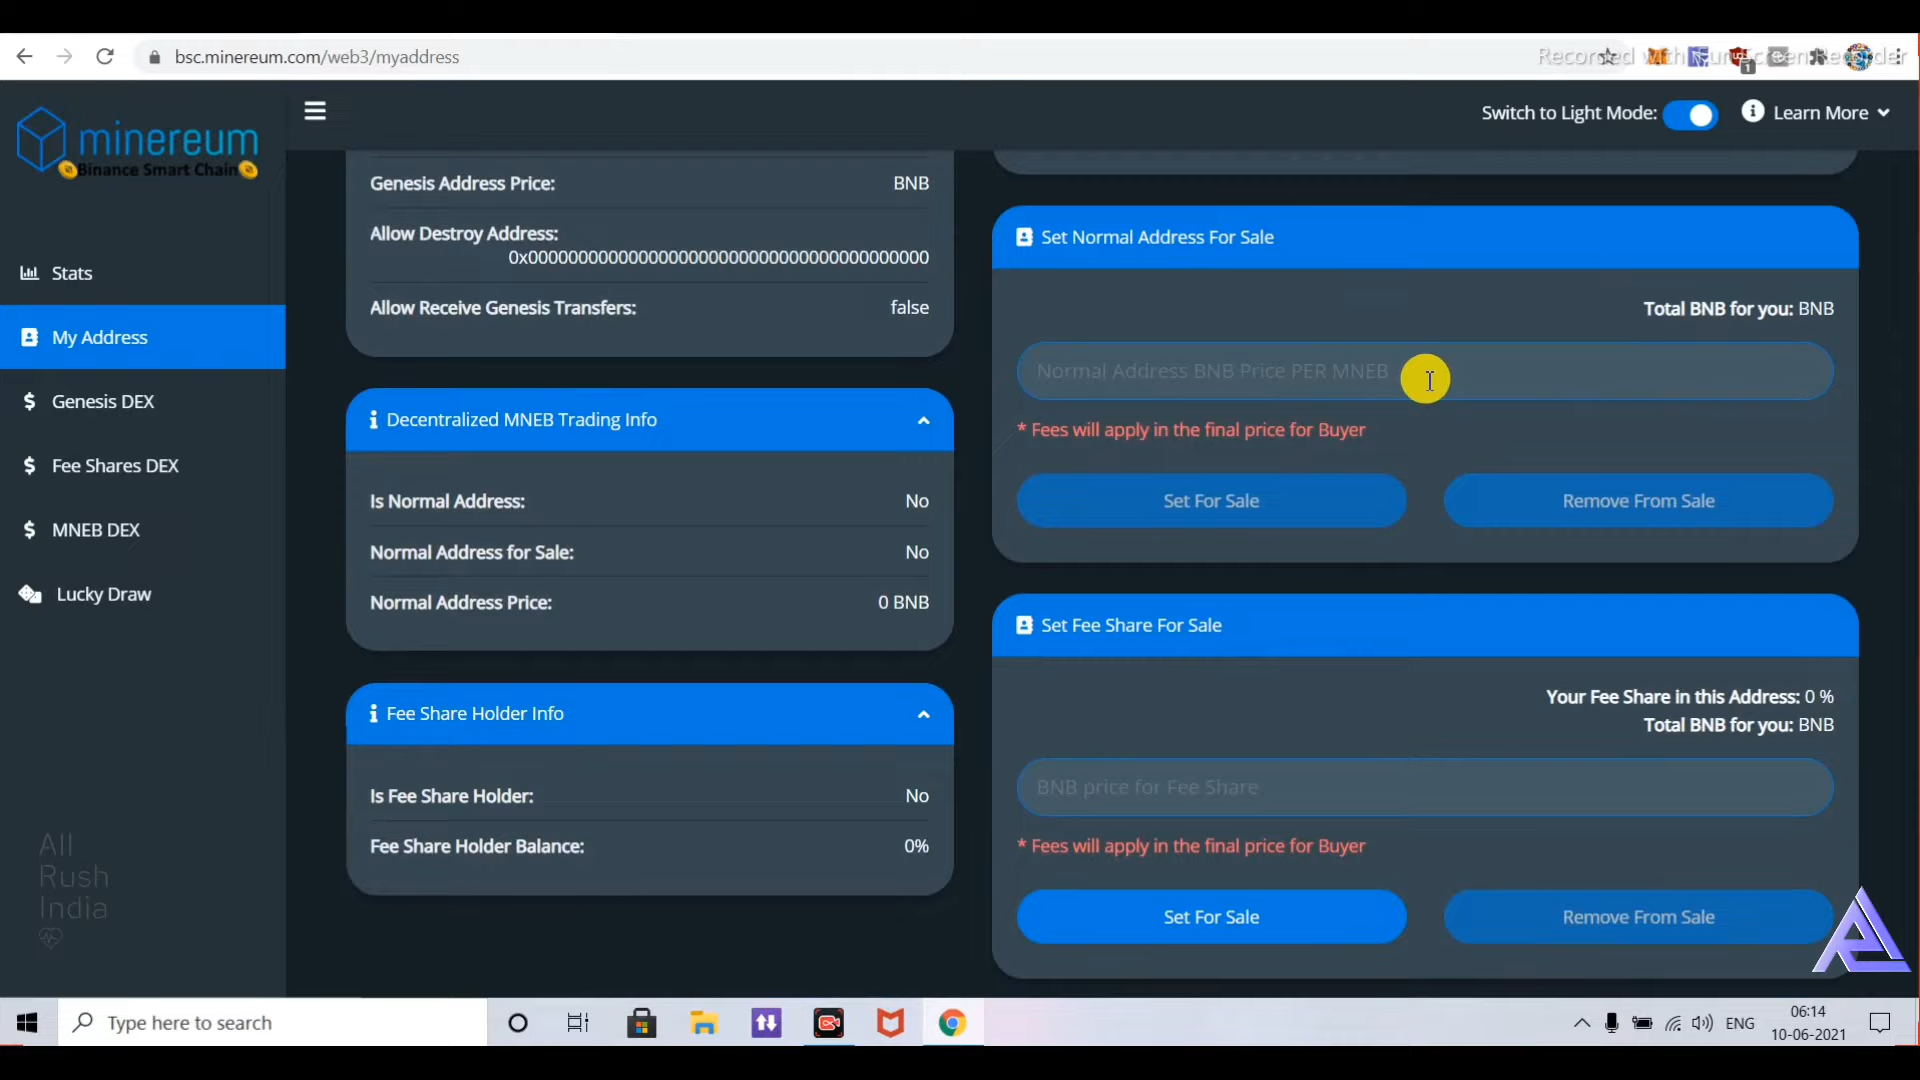 bsc.minereum.com/web3/myaddress
Recorded with
Screen Recorder
minereum
Binance Smart Chain
Switch to Light Mode:
Learn More
Stats
My Address
Genesis DEX
Fee Shares DEX
MNEB DEX
Lucky Draw
All
Rush
India
Genesis Address Price: BNB
Allow Destroy Address:
0x0000000000000000000000000000000000000000
Allow Receive Genesis Transfers: false
Decentralized MNEB Trading Info
Is Normal Address: No
Normal Address for Sale: No
Normal Address Price: 0 BNB
Fee Share Holder Info
Is Fee Share Holder: No
Fee Share Holder Balance: 0%
Set Normal Address For Sale
Total BNB for you: BNB
Normal Address BNB Price PER MNEB
* Fees will apply in the final price for Buyer
Set For Sale
Remove From Sale
Set Fee Share For Sale
Your Fee Share in this Address: 0 %
Total BNB for you: BNB
BNB price for Fee Share
* Fees will apply in the final price for Buyer
Set For Sale
Remove From Sale
Type here to search
ENG
06:14
10-06-2021